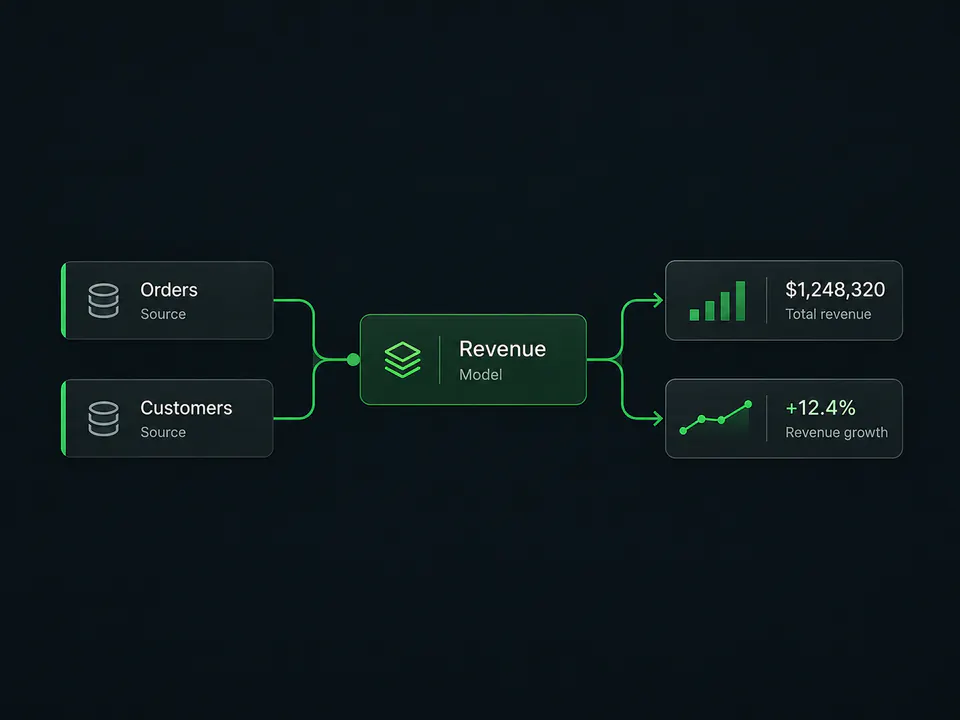 Orders
Source
Customers
Source
Revenue
Model
$1,248,320
Total revenue
+12.4%
Revenue growth